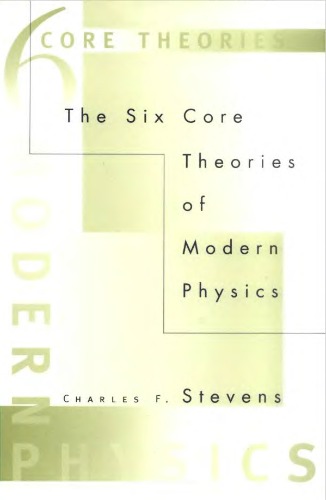 6 CORE THEORIES
The Six Core
Theories
of
Modern
Physics
MODERN
CHARLES F. Stevens
PHYSICS